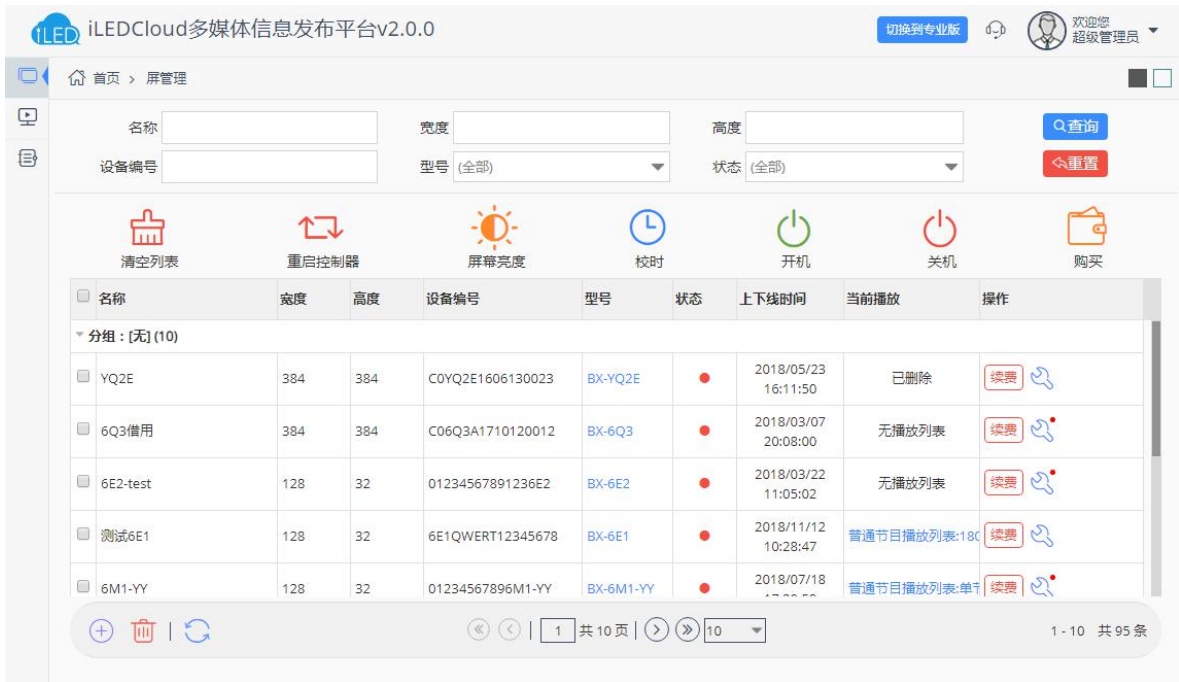 iLED iLEDCloud多媒体信息发布平台v2.0.0 切换到专业版 欢迎您
超级管理员
首页 > 屏管理
名称 宽度 高度 查询
设备编号 型号 (全部) 状态 (全部) 重置
清空列表 重启控制器 屏幕亮度 校时 开机 关机 购买
名称 宽度 高度 设备编号 型号 状态 上下线时间 当前播放 操作
分组：[无] (10)
YQ2E 384 384 C0YQ2E1606130023 BX-YQ2E 2018/05/23 16:11:50 已删除 续费
6Q3借用 384 384 C06Q3A1710120012 BX-6Q3 2018/03/07 20:08:00 无播放列表 续费
6E2-test 128 32 01234567891236E2 BX-6E2 2018/03/22 11:05:02 无播放列表 续费
测试6E1 128 32 6E1QWERT12345678 BX-6E1 2018/11/12 10:28:47 普通节目播放列表:180 续费
6M1-YY 128 32 01234567896M1-YY BX-6M1-YY 2018/07/18 普通节目播放列表:单节 续费
1 共 10 页 10 1 - 10 共 95 条